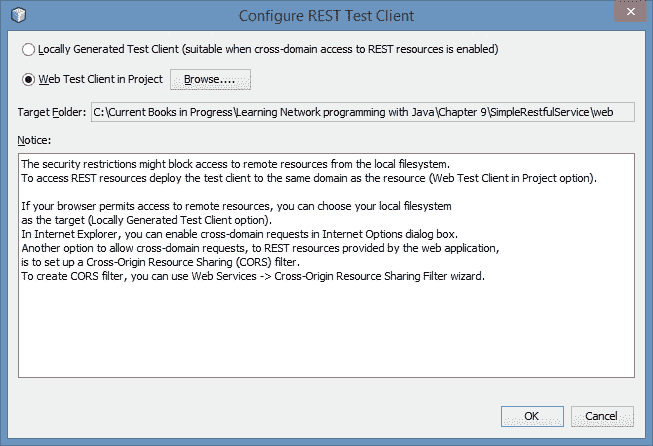 Configure REST Test Client
Locally Generated Test Client (suitable when cross-domain access to REST resources is enabled)
Web Test Client in Project
Browse....
Target Folder: C:\Current Books in Progress\Learning Network programming with Java\Chapter 9\SimpleRestfulService\web
Notice:
The security restrictions might block access to remote resources from the local filesystem.
To access REST resources deploy the test client to the same domain as the resource (Web Test Client in Project option).
If your browser permits access to remote resources, you can choose your local filesystem
as the target (Locally Generated Test Client option).
In Internet Explorer, you can enable cross-domain requests in Internet Options dialog box.
Another option to allow cross-domain requests, to REST resources provided by the web application,
is to set up a Cross-Origin Resource Sharing (CORS) filter.
To create CORS filter, you can use Web Services -> Cross-Origin Resource Sharing Filter wizard.
OK
Cancel